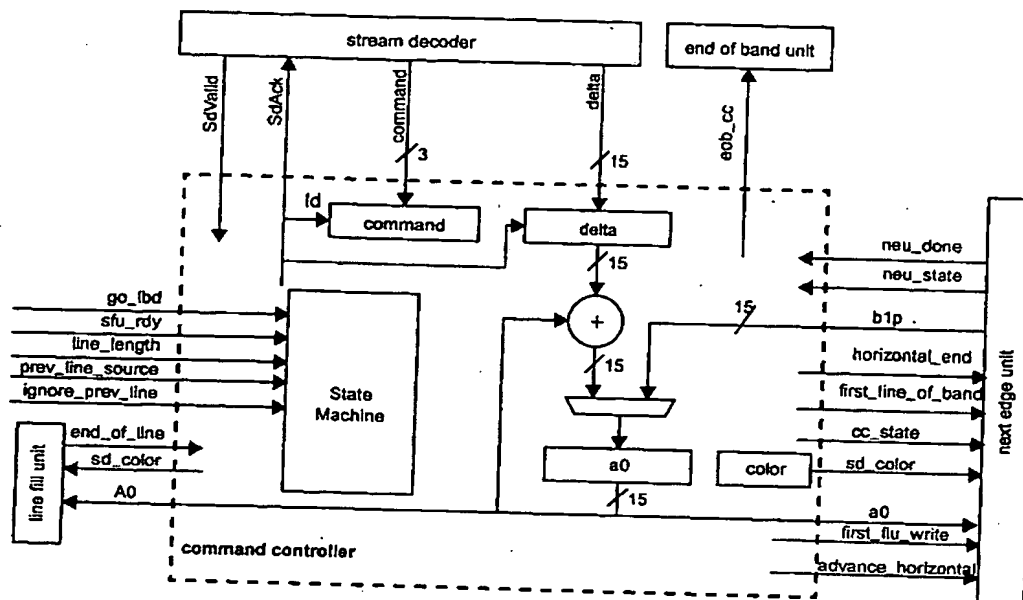 stream decoder
end of band unit
SdValid
SdAck
command
delta
eob_cc
3
15
fd
command
delta
15
neu_done
neu_state
go_lbd
sfu_rdy
line_length
prev_line_source
ignore_prev_line
+
15
b1p
15
horizontal_end
first_line_of_band
State
Machine
next edge unit
cc_state
end_of_line
sd_color
line fill unit
a0
color
sd_color
A0
15
a0
first_flu_write
command controller
advance_horizontal